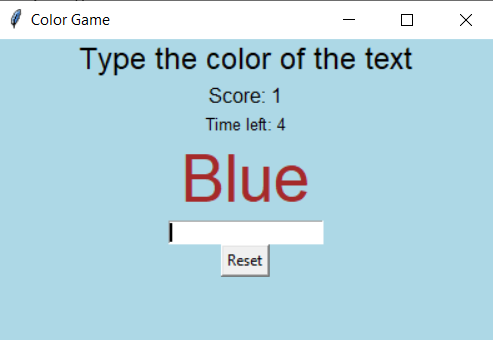 Color Game
Type the color of the text
Score: 1
Time left: 4
Blue
Reset